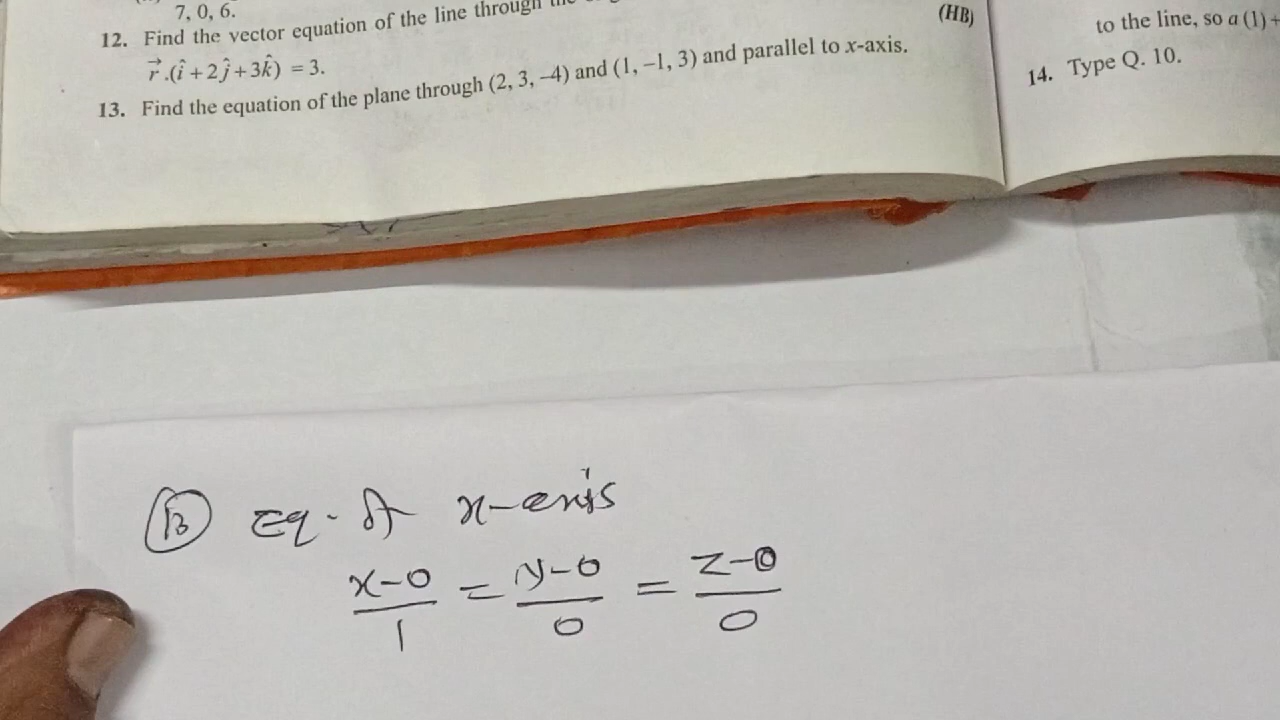 7, 0, 6.
12. Find the vector equation of the line through
r⃗ .(î + 2ĵ + 3k̂) = 3.
(HB)
13. Find the equation of the plane through (2, 3, –4) and (1, –1, 3) and parallel to x-axis.
to the line, so a (1) +
14. Type Q. 10.
13 Eq. of x-axis
x-0/1 = y-0/0 = z-0/0